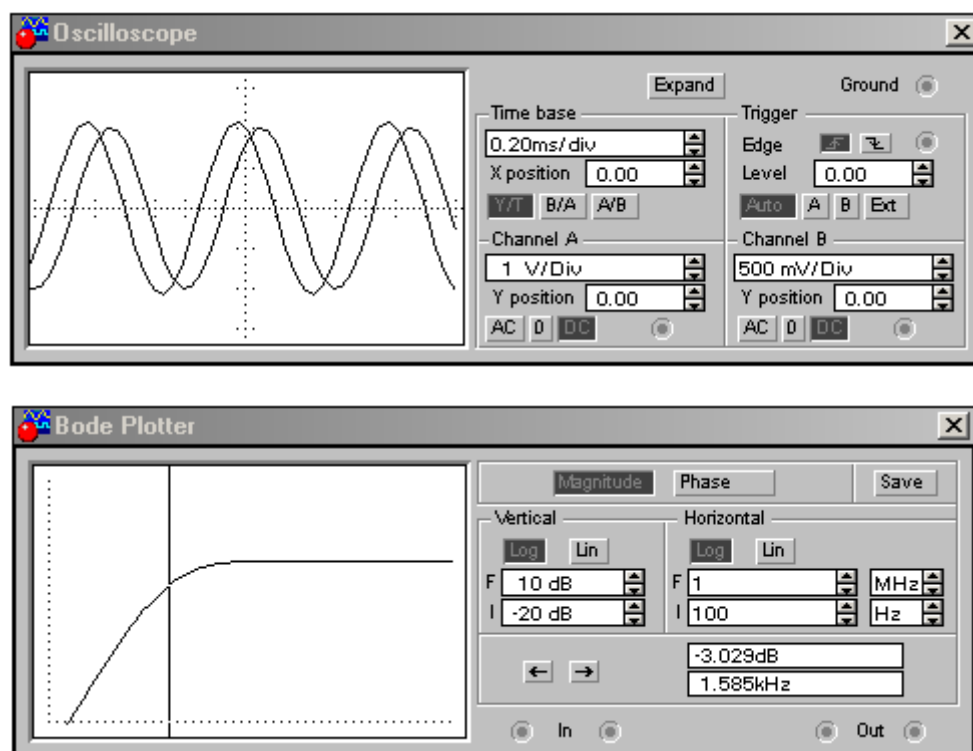 Oscilloscope
Expand
Ground
Time base
Trigger
0.20ms/div
Edge
X position 0.00
Level 0.00
Y/T B/A A/B
Auto A B Ext
Channel A
Channel B
1 V/Div
500 mV/Div
Y position 0.00
Y position 0.00
AC 0 DC
AC 0 DC
Bode Plotter
Magnitude Phase Save
Vertical
Horizontal
Log Lin
Log Lin
F 10 dB
F 1 MHz
I -20 dB
I 100 Hz
-3.029dB
1.585kHz
In
Out